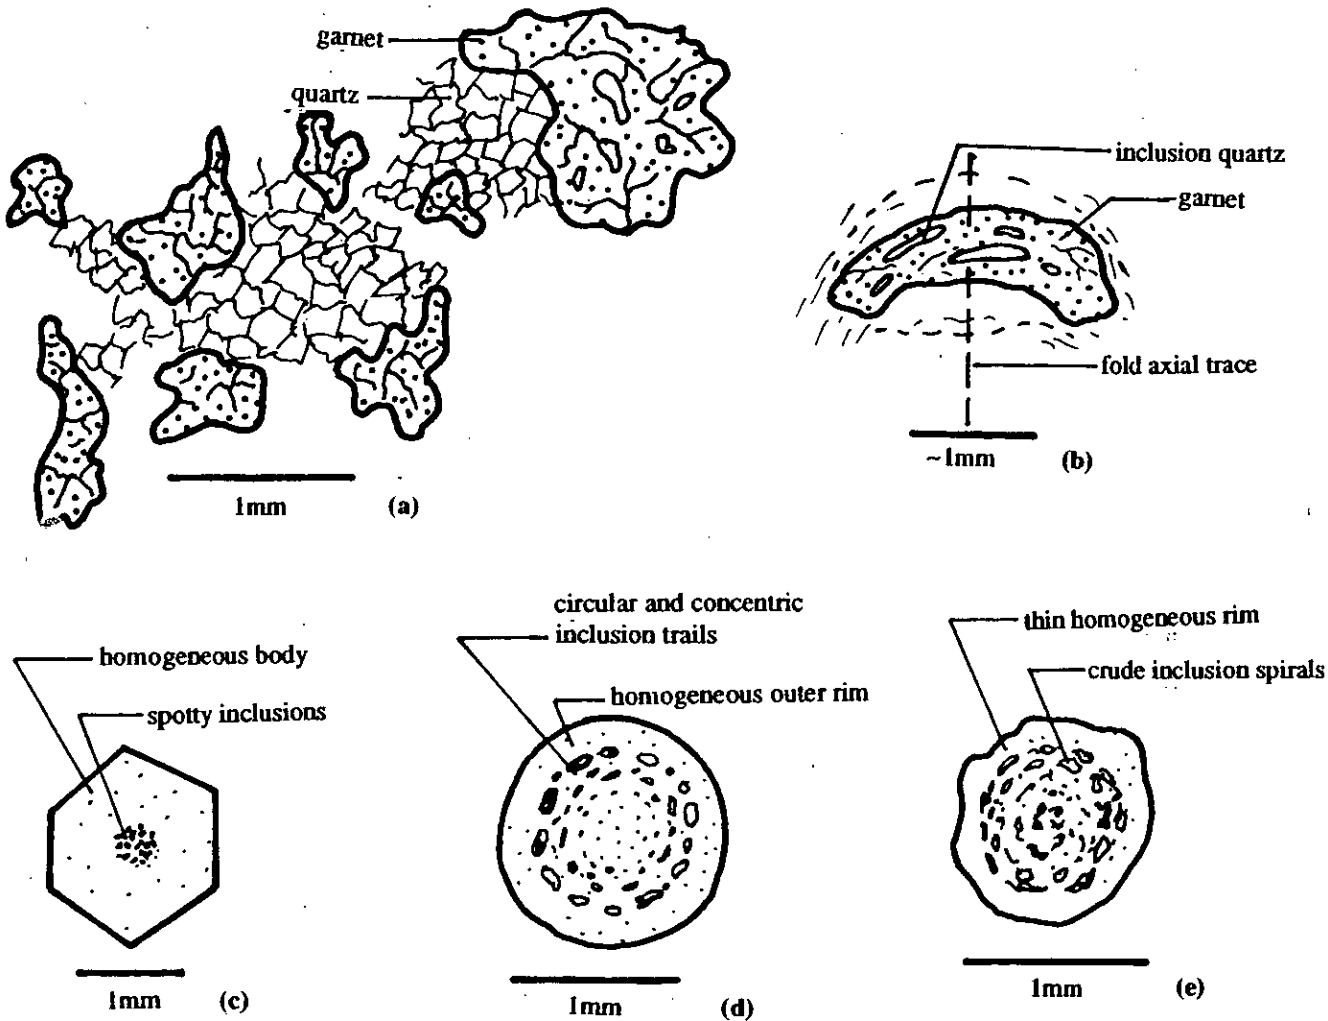 garnet
quartz
1mm
(a)
inclusion quartz
garnet
fold axial trace
~1mm
(b)
homogeneous body
spotty inclusions
1mm
(c)
circular and concentric
inclusion trails
homogeneous outer rim
1mm
(d)
thin homogeneous rim
crude inclusion spirals
1mm
(e)